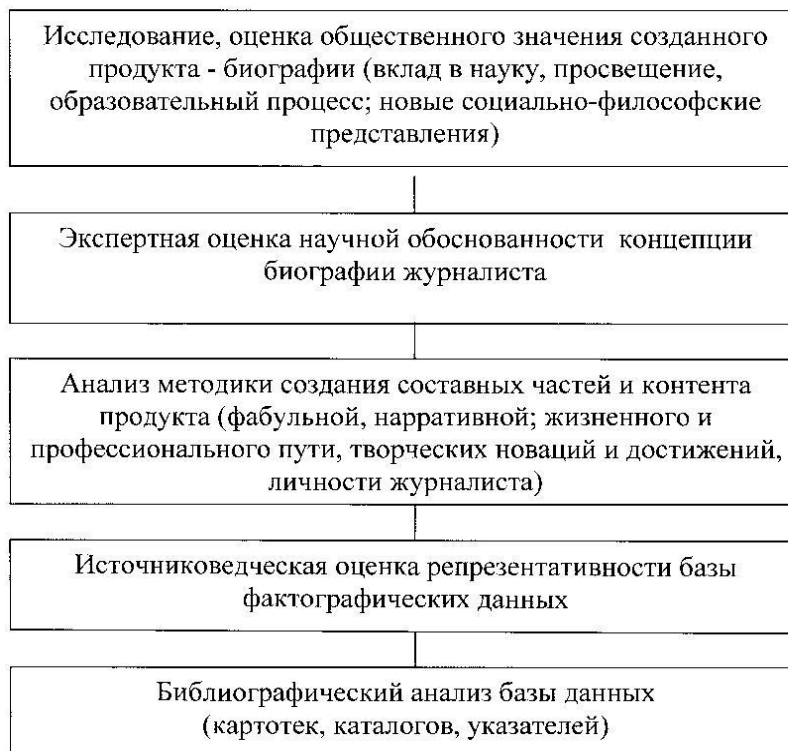 Исследование, оценка общественного значения созданного
продукта - биографии (вклад в науку, просвещение,
образовательный процесс; новые социально-философские
представления)
Экспертная оценка научной обоснованности концепции
биографии журналиста
Анализ методики создания составных частей и контента
продукта (фабульной, нарративной; жизненного и
профессионального пути, творческих новаций и достижений,
личности журналиста)
Источниковедческая оценка репрезентативности базы
фактографических данных
Библиографический анализ базы данных
(картотек, каталогов, указателей)